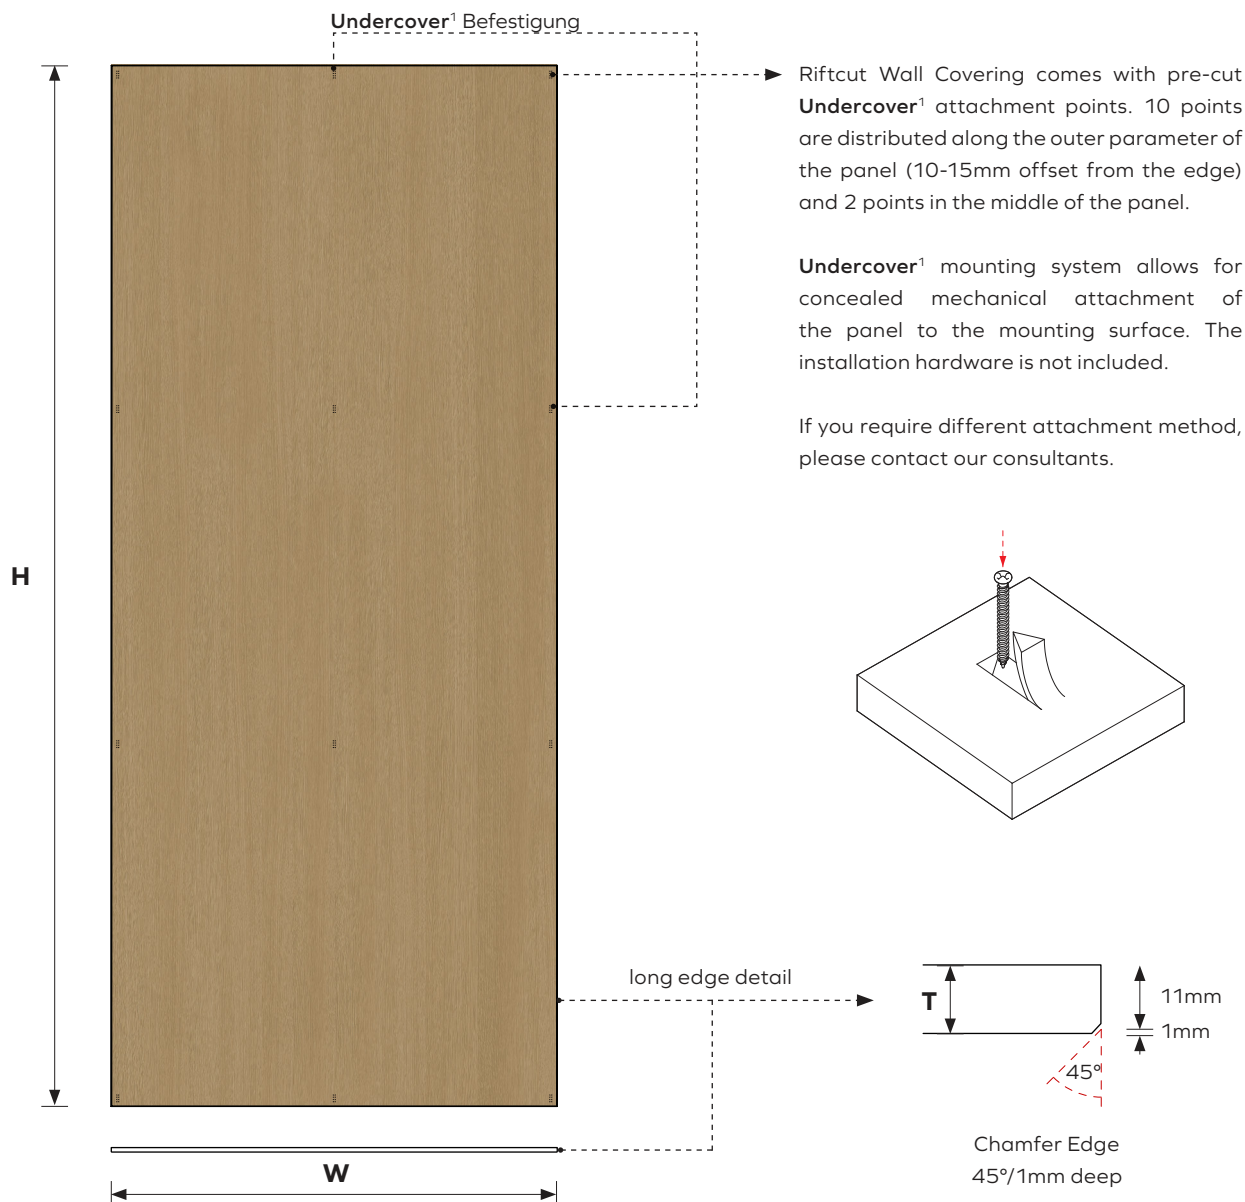 Undercover¹ Befestigung
Riftcut Wall Covering comes with pre-cut
Undercover¹ attachment points. 10 points
are distributed along the outer parameter of
the panel (10-15mm offset from the edge)
and 2 points in the middle of the panel.
Undercover¹ mounting system allows for
concealed mechanical attachment of
the panel to the mounting surface. The
installation hardware is not included.
If you require different attachment method,
please contact our consultants.
H
long edge detail
T
11mm
1mm
45°
Chamfer Edge
45°/1mm deep
W